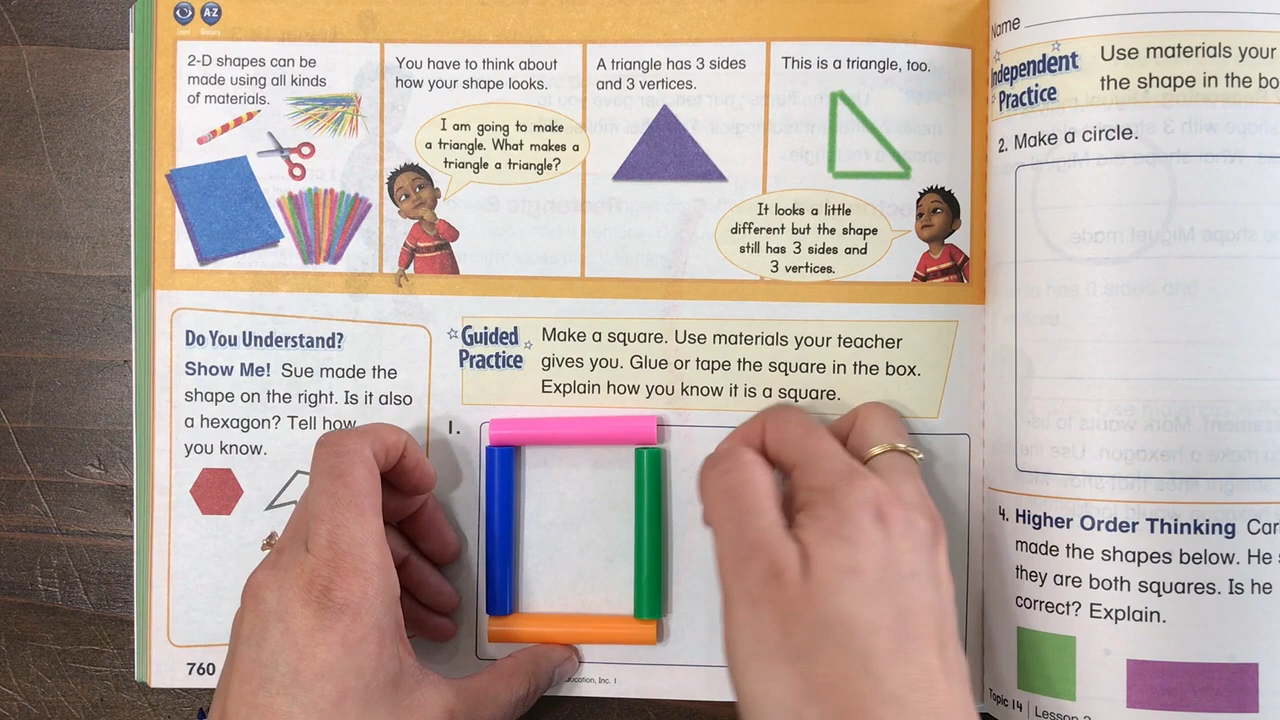 A-Z
2-D shapes can be
made using all kinds
of materials.
You have to think about
how your shape looks.
I am going to make
a triangle. What makes a
triangle a triangle?
A triangle has 3 sides
and 3 vertices.
This is a triangle, too.
It looks a little
different but the shape
still has 3 sides and
3 vertices.
Do You Understand?
Show Me! Sue made the
shape on the right. Is it also
a hexagon? Tell how
you know.
Guided
Practice
Make a square. Use materials your teacher
gives you. Glue or tape the square in the box.
Explain how you know it is a square.
1.
760
Education, Inc. 1
Name
Independent
Practice
Use materials your
the shape in the bo
2. Make a circle.
4. Higher Order Thinking Car
made the shapes below. He
they are both squares. Is he
correct? Explain.
Topic 14 | Lesson